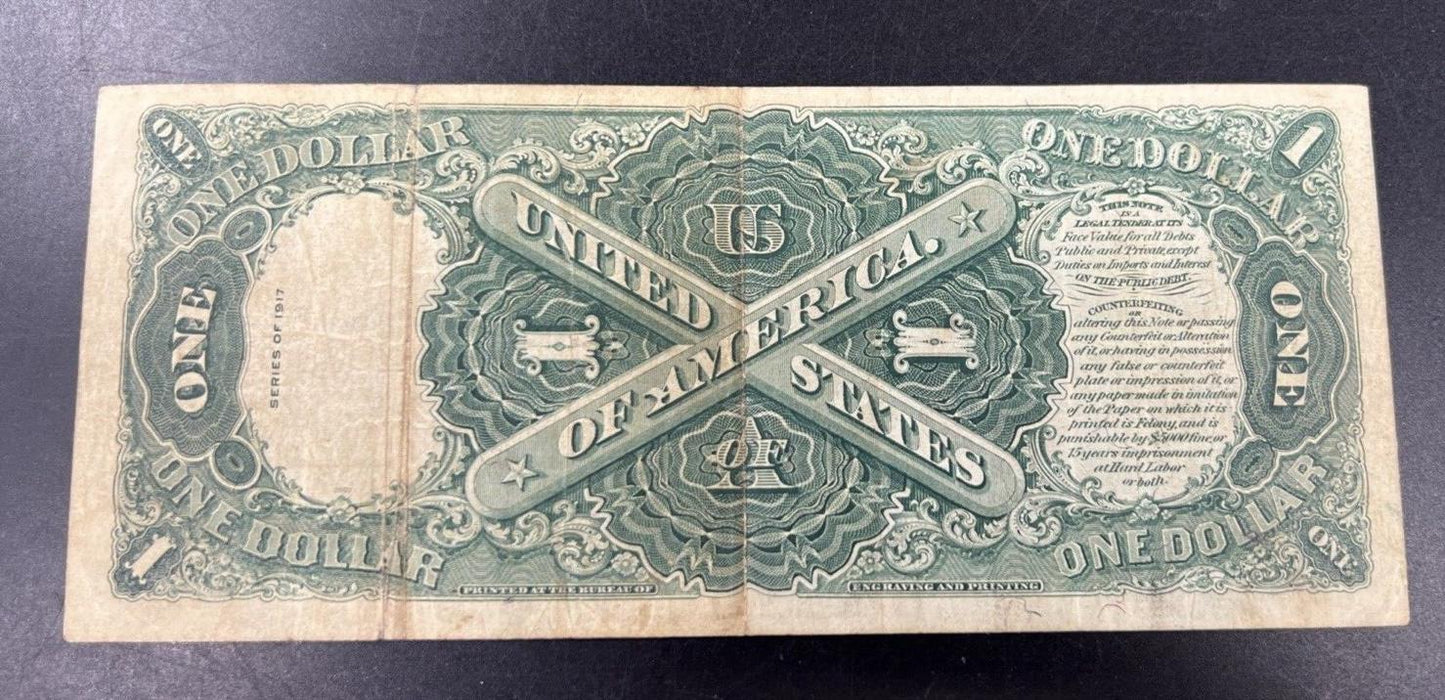 ONE
ONE DOLLAR
ONE DOLLAR
1
UNITED
STATES
OF AMERICA.
US
OF
A
1
1
ONE
SERIES OF 1917
ONE
THIS NOTE
IS A
LEGAL TENDER AT ITS
Face Value for all Debts
Public and Private, except
Duties on Imports and Interest
ON THE PUBLIC DEBT.
COUNTERFEITING
OR
altering this Note or passing
any Counterfeit or Alteration
of it, or having in possession
any false or counterfeit
plate or impression of it, or
any paper made in imitation
of the Paper on which it is
printed is Felony, and is
punishable by $5000 fine or
15 years imprisonment
at Hard Labor
or both.
ONE DOLLAR
ONE DOLLAR
1
ONE
PRINTED AT THE BUREAU OF
ENGRAVING AND PRINTING